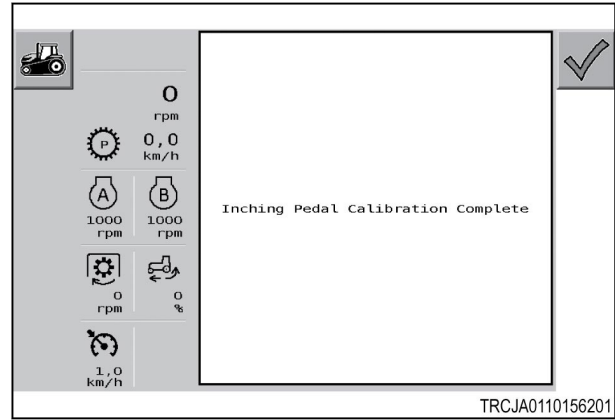 0
rpm
P
0,0
km/h
A
B
1000
rpm
1000
rpm
0
rpm
0
%
1,0
km/h
Inching Pedal Calibration Complete
TRCJA0110156201